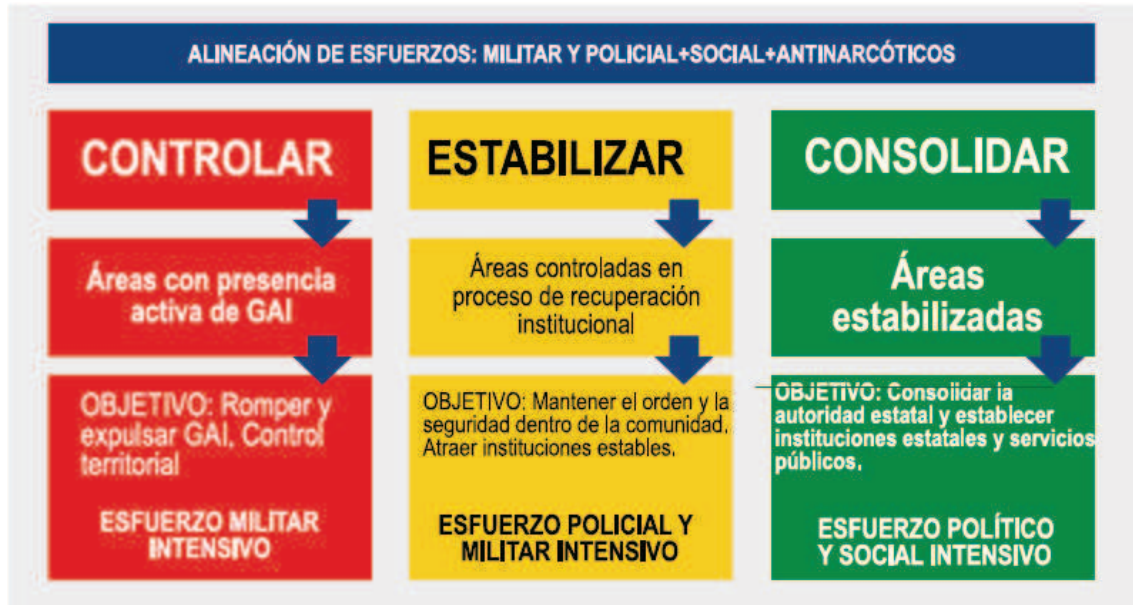 ALINEACIÓN DE ESFUERZOS: MILITAR Y POLICIAL+SOCIAL+ANTINARCÓTICOS
CONTROLAR
Áreas con presencia
activa de GAI
OBJETIVO: Romper y
expulsar GAI. Control
territorial
ESFUERZO MILITAR
INTENSIVO
ESTABILIZAR
Áreas controladas en
proceso de recuperación
institucional
OBJETIVO: Mantener el orden y la
seguridad dentro de la comunidad.
Atraer instituciones estables.
ESFUERZO POLICIAL Y
MILITAR INTENSIVO
CONSOLIDAR
Áreas
estabilizadas
OBJETIVO: Consolidar la
autoridad estatal y establecer
instituciones estatales y servicios
públicos.
ESFUERZO POLÍTICO
Y SOCIAL INTENSIVO